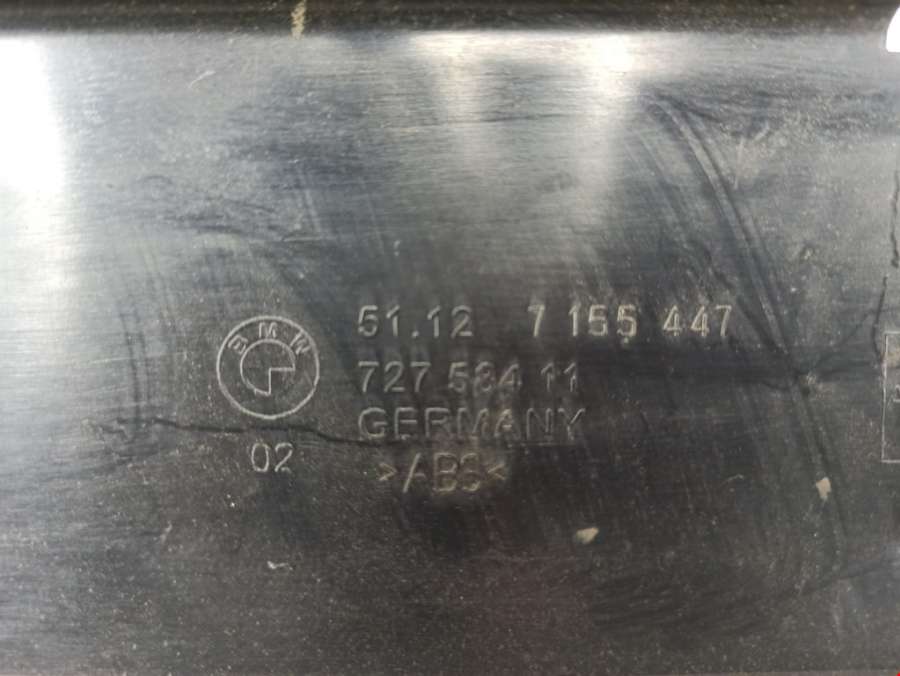 BMW
51.12 7 155 447
727 584 11
GERMANY
02
>ABS<